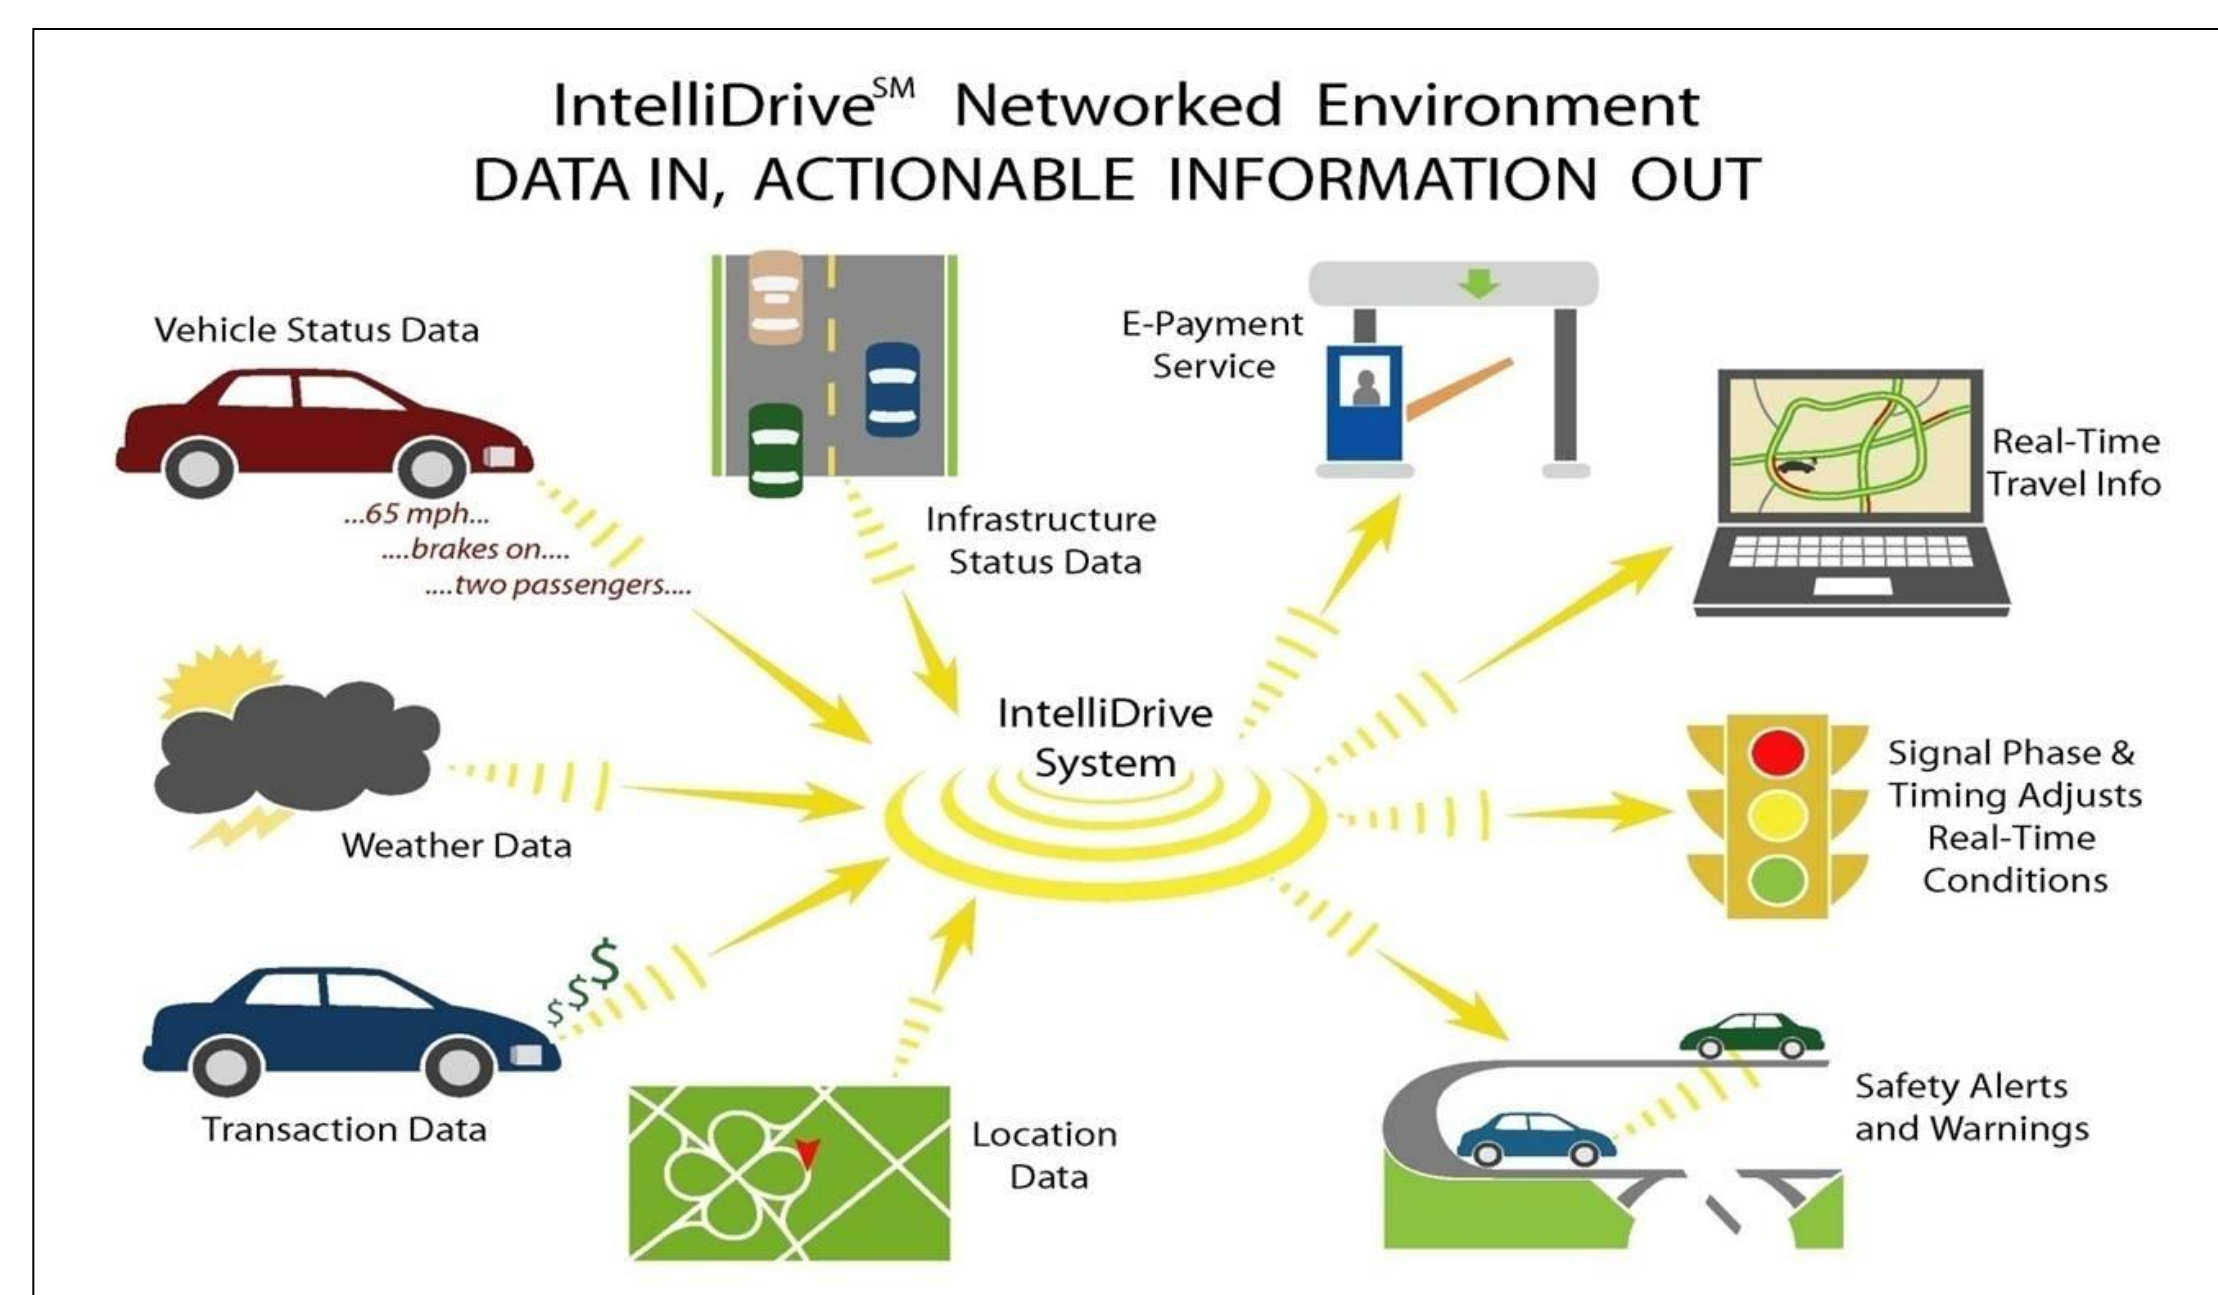 IntelliDrive℠ Networked Environment
DATA IN, ACTIONABLE INFORMATION OUT
Vehicle Status Data
...65 mph...
....brakes on....
....two passengers....
Infrastructure
Status Data
E-Payment
Service
Real-Time
Travel Info
IntelliDrive
System
Weather Data
Signal Phase &
Timing Adjusts
Real-Time
Conditions
$$$
Transaction Data
Location
Data
Safety Alerts
and Warnings